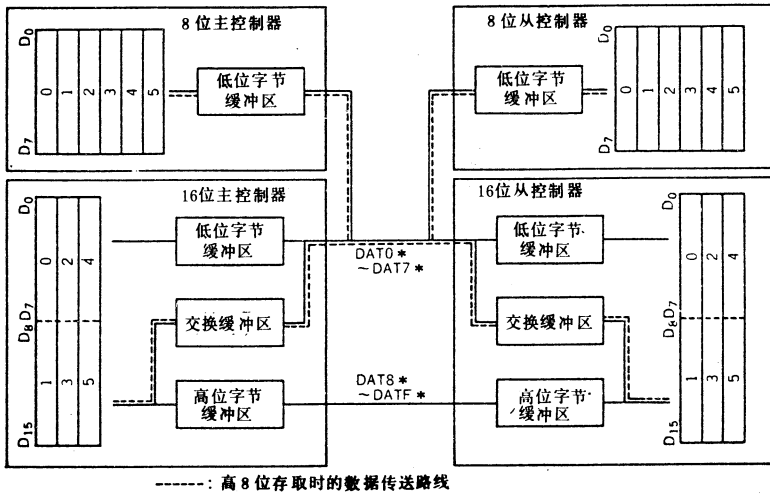 8位主控制器
D0
0
1
2
3
4
5
D7
低位字节
缓冲区
8位从控制器
低位字节
缓冲区
D0
0
1
2
3
4
5
D7
16位主控制器
D0
0
2
4
D7
D8
1
3
5
D15
低位字节
缓冲区
交换缓冲区
高位字节
缓冲区
DAT0*
~DAT7*
DAT8*
~DATF*
16位从控制器
低位字节
缓冲区
交换缓冲区
高位字节
缓冲区
D0
0
2
4
D7
D8
1
3
5
D15
------: 高8位存取时的数据传送路线